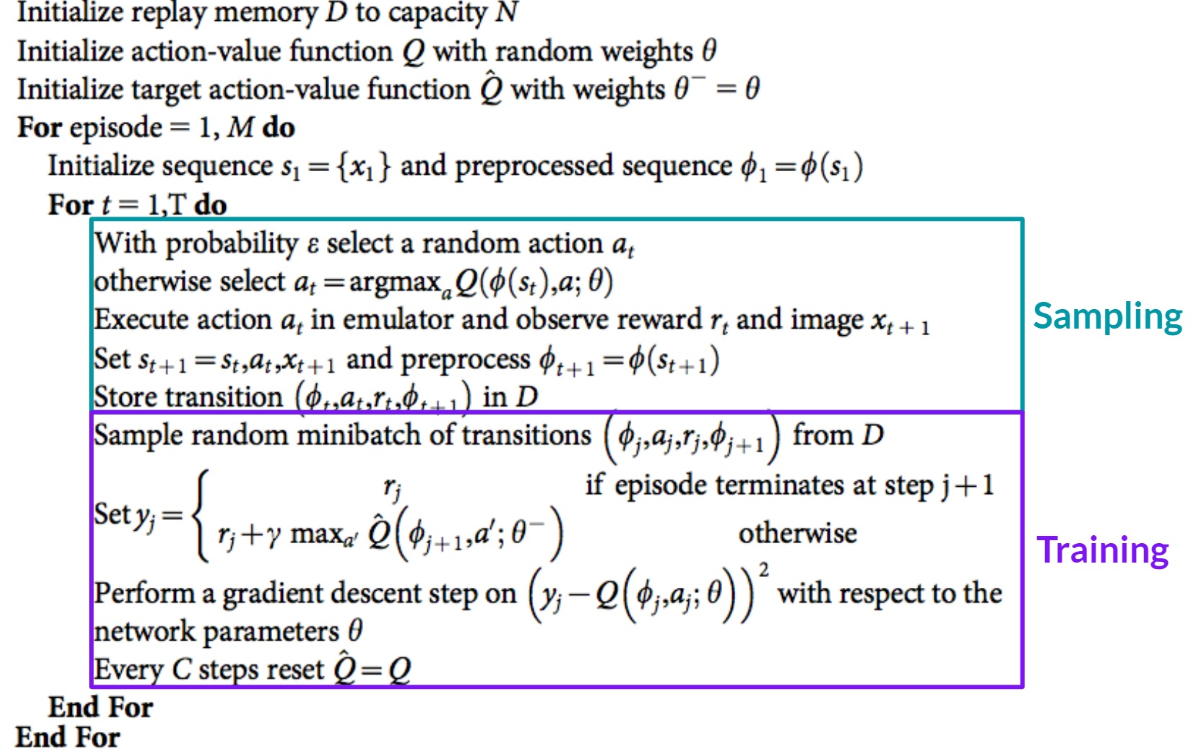 Initialize replay memory D to capacity N
Initialize action-value function Q with random weights θ
Initialize target action-value function Q̂ with weights θ⁻ = θ
For episode = 1, M do
Initialize sequence s₁ = {x₁} and preprocessed sequence ϕ₁ = ϕ(s₁)
For t = 1,T do
With probability ε select a random action aₜ
otherwise select aₜ = argmaxₐ Q(ϕ(sₜ),a; θ)
Execute action aₜ in emulator and observe reward rₜ and image xₜ₊₁
Set sₜ₊₁ = sₜ,aₜ,xₜ₊₁ and preprocess ϕₜ₊₁ = ϕ(sₜ₊₁)
Store transition (ϕₜ,aₜ,rₜ,ϕₜ₊₁) in D
Sampling
Sample random minibatch of transitions (ϕⱼ,aⱼ,rⱼ,ϕⱼ₊₁) from D
Set yⱼ = { rⱼ if episode terminates at step j+1
rⱼ + γ maxₐ′ Q̂(ϕⱼ₊₁,a′; θ⁻) otherwise
Training
Perform a gradient descent step on (yⱼ − Q(ϕⱼ,aⱼ; θ))² with respect to the
network parameters θ
Every C steps reset Q̂ = Q
End For
End For